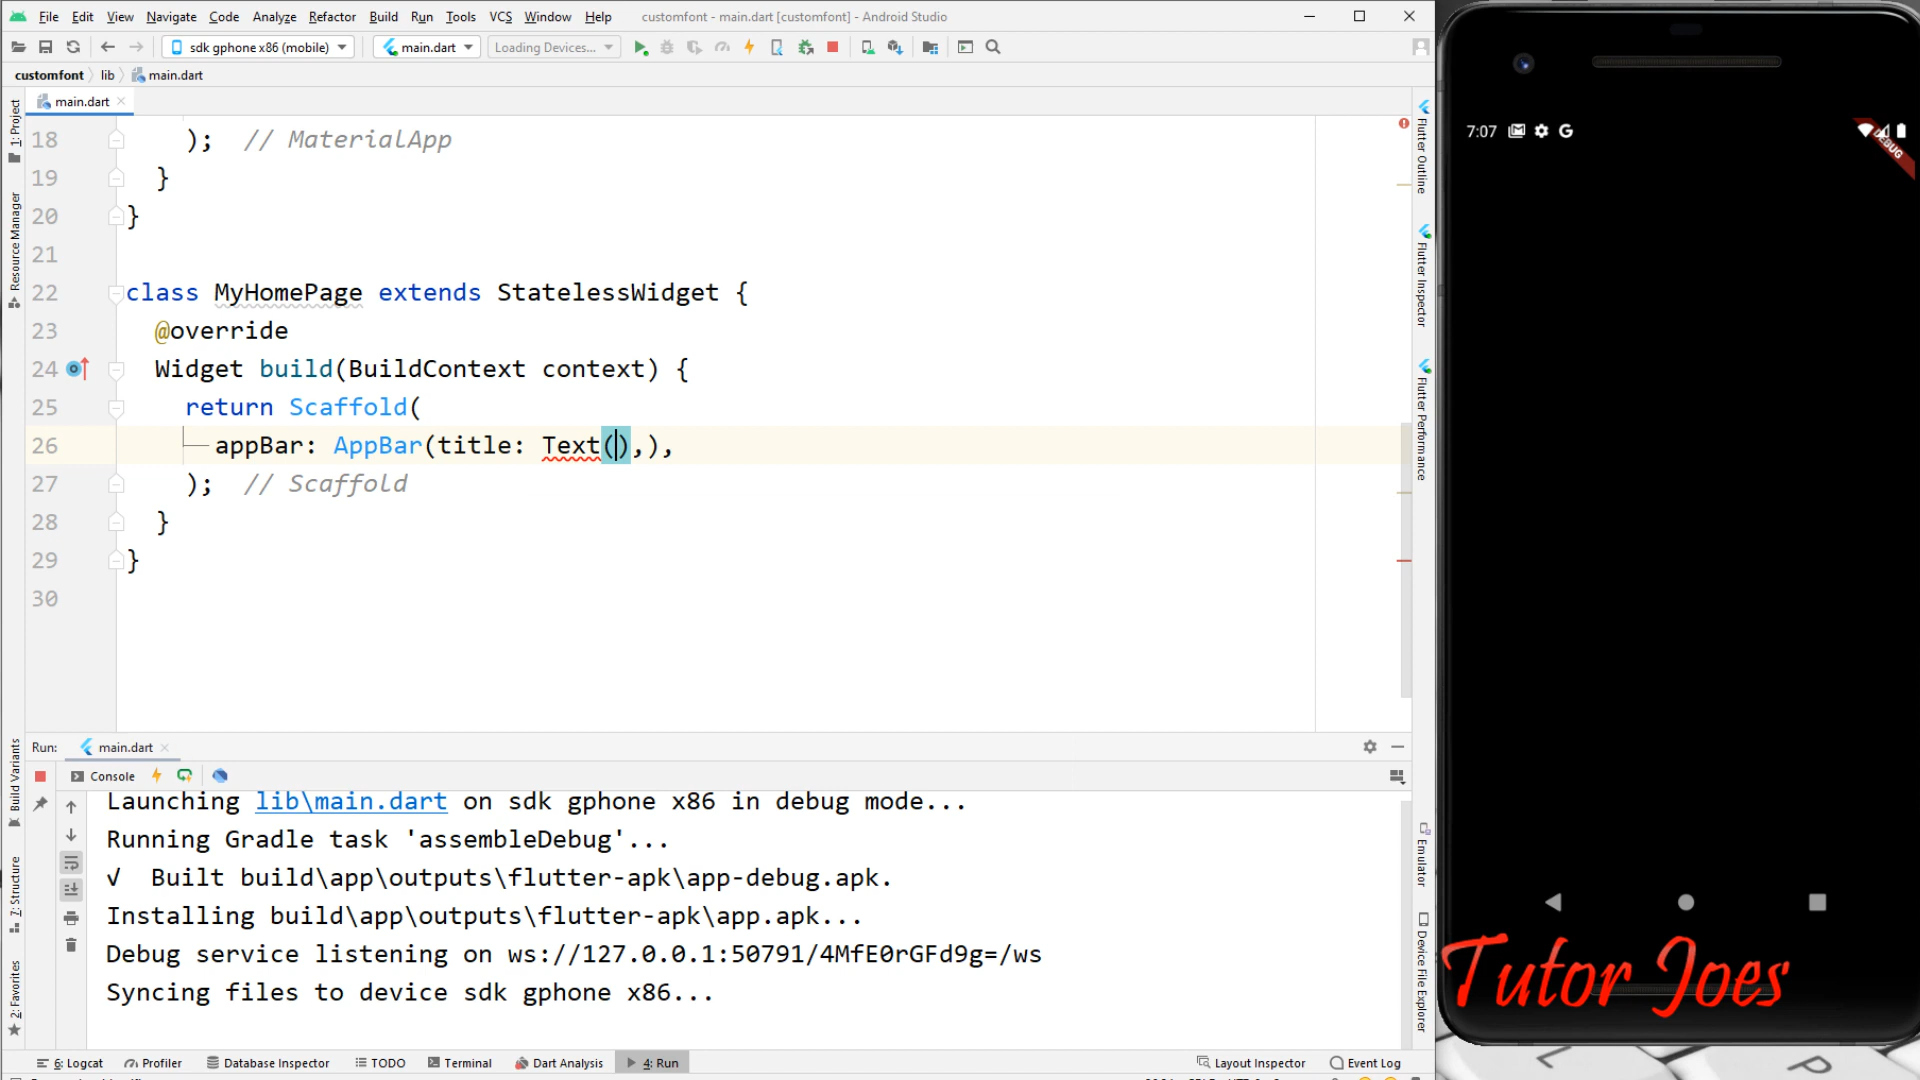 File Edit View Navigate Code Analyze Refactor Build Run Tools VCS Window Help customfont - main.dart [customfont] - Android Studio
sdk gphone x86 (mobile) main.dart Loading Devices...
customfont lib main.dart
main.dart
1: Project
Resource Manager
Build Variants
7: Structure
2: Favorites
18 ); // MaterialApp
19 }
20 }
21
22 class MyHomePage extends StatelessWidget {
23 @override
24 Widget build(BuildContext context) {
25 return Scaffold(
26 appBar: AppBar(title: Text(),),
27 ); // Scaffold
28 }
29 }
30
Flutter Outline
Flutter Inspector
Flutter Performance
Emulator
Device File Explorer
Run: main.dart
Console
Launching lib\main.dart on sdk gphone x86 in debug mode...
Running Gradle task 'assembleDebug'...
√ Built build\app\outputs\flutter-apk\app-debug.apk.
Installing build\app\outputs\flutter-apk\app.apk...
Debug service listening on ws://127.0.0.1:50791/4MfE0rGFd9g=/ws
Syncing files to device sdk gphone x86...
6: Logcat Profiler Database Inspector TODO Terminal Dart Analysis 4: Run Layout Inspector Event Log
7:07 G
DEBUG
Tutor Joes